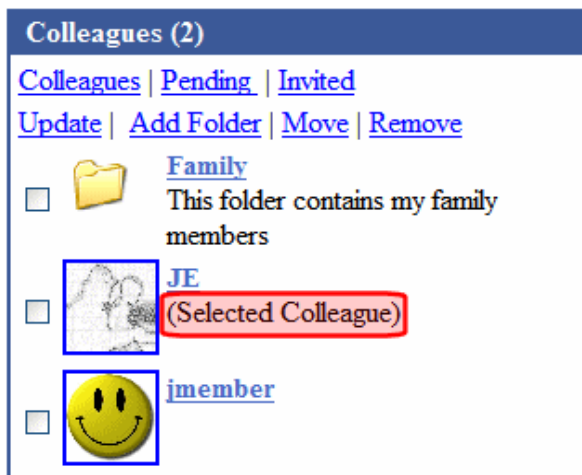 Colleagues (2)
Colleagues | Pending | Invited
Update | Add Folder | Move | Remove
Family
This folder contains my family
members
JE
(Selected Colleague)
jmember